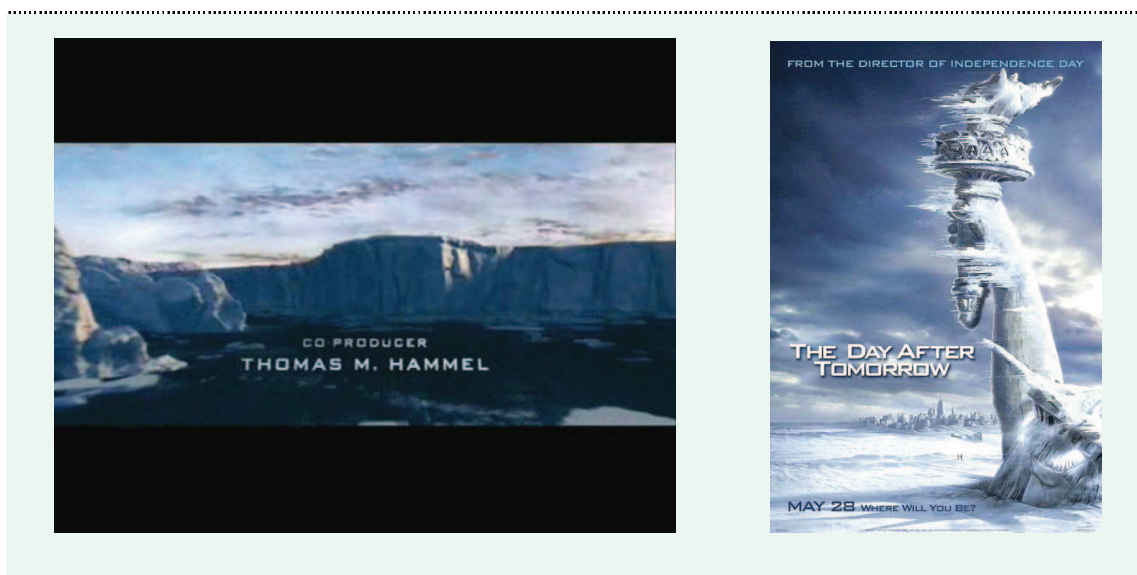 CO PRODUCER
THOMAS M. HAMMEL
FROM THE DIRECTOR OF INDEPENDENCE DAY
THE DAY AFTER
TOMORROW
MAY 28 WHERE WILL YOU BE?